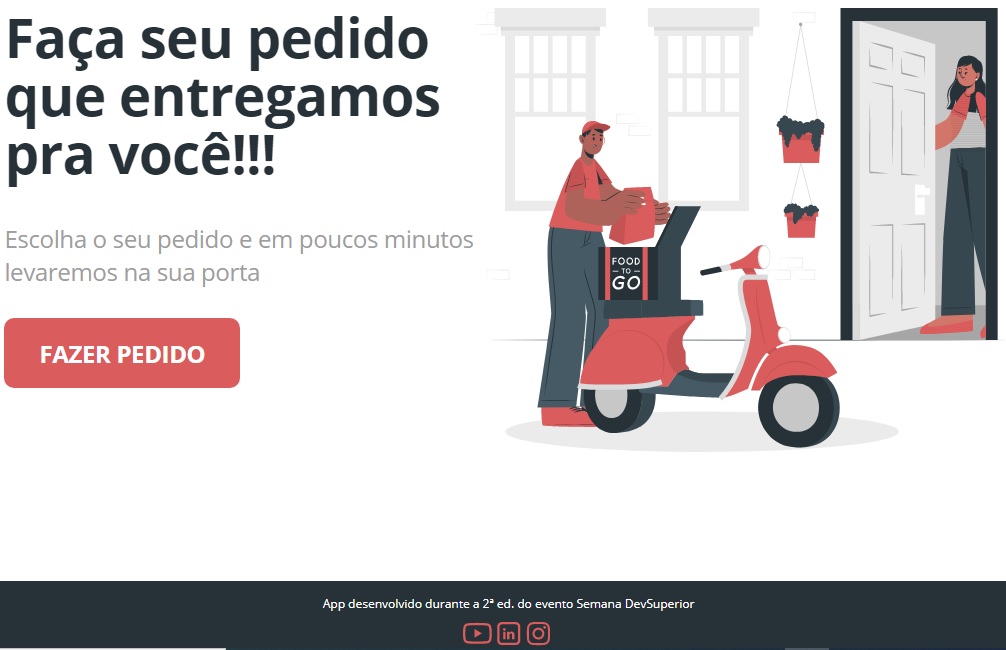 Faça seu pedido
que entregamos
pra você!!!
Escolha o seu pedido e em poucos minutos
levaremos na sua porta
FAZER PEDIDO
FOOD
TO
GO
App desenvolvido durante a 2ª ed. do evento Semana DevSuperior
in